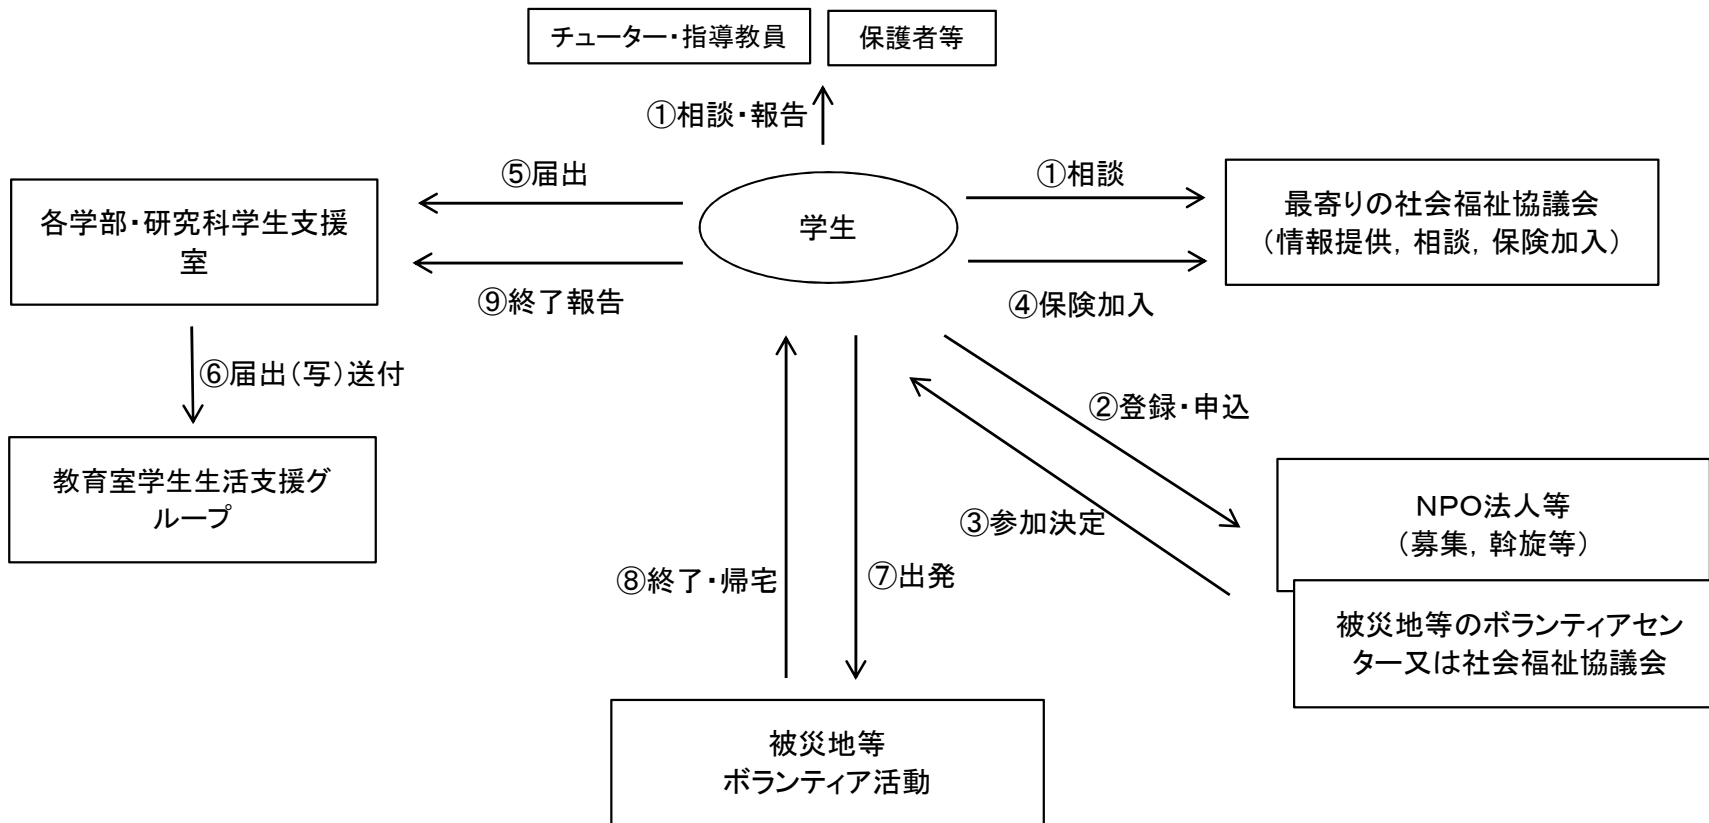 チューター・指導教員
保護者等
①相談・報告
⑤届出
①相談
各学部・研究科学生支援
室
学生
最寄りの社会福祉協議会
（情報提供，相談，保険加入）
⑨終了報告
④保険加入
⑥届出（写）送付
②登録・申込
教育室学生生活支援グ
ループ
③参加決定
ＮＰＯ法人等
（募集，斡旋等）
⑧終了・帰宅
⑦出発
被災地等のボランティアセン
ター又は社会福祉協議会
被災地等
ボランティア活動